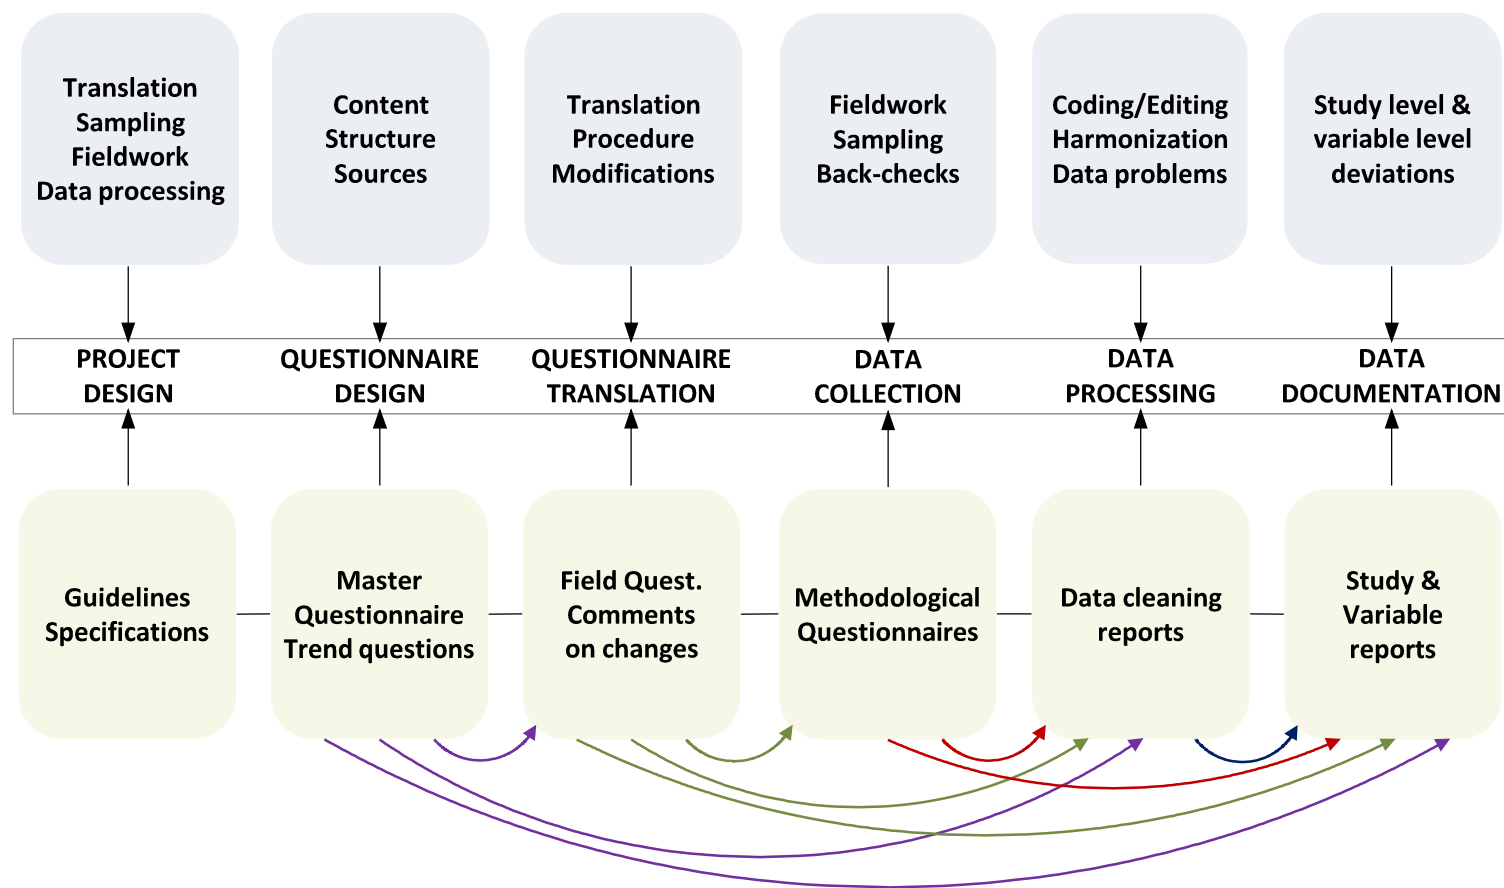 Translation
Sampling
Fieldwork
Data processing
Content
Structure
Sources
Translation
Procedure
Modifications
Fieldwork
Sampling
Back-checks
Coding/Editing
Harmonization
Data problems
Study level &
variable level
deviations
PROJECT
DESIGN
QUESTIONNAIRE
DESIGN
QUESTIONNAIRE
TRANSLATION
DATA
COLLECTION
DATA
PROCESSING
DATA
DOCUMENTATION
Guidelines
Specifications
Master
Questionnaire
Trend questions
Field Quest.
Comments
on changes
Methodological
Questionnaires
Data cleaning
reports
Study &
Variable
reports